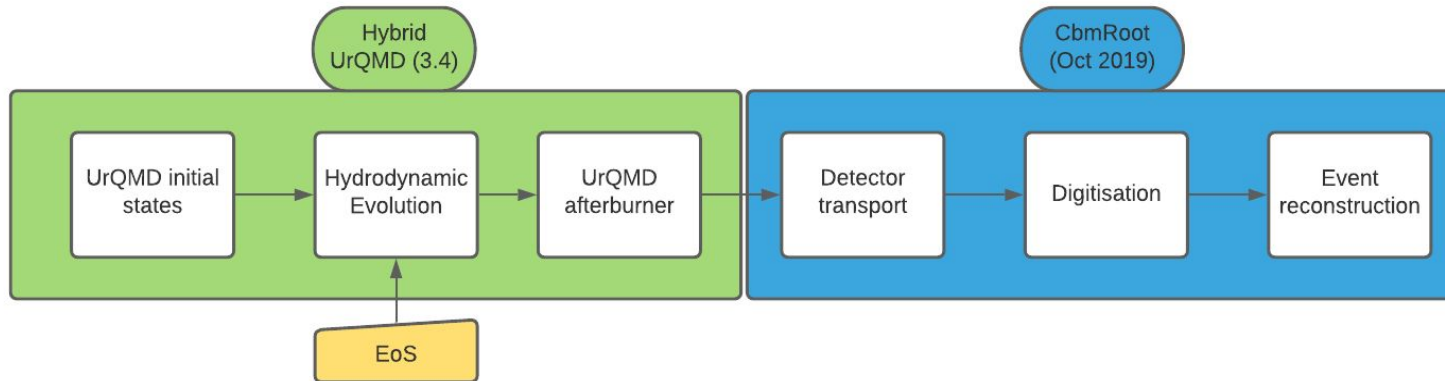 Hybrid
UrQMD (3.4)
CbmRoot
(Oct 2019)
UrQMD initial
states
Hydrodynamic
Evolution
UrQMD
afterburner
Detector
transport
Digitisation
Event
reconstruction
EoS